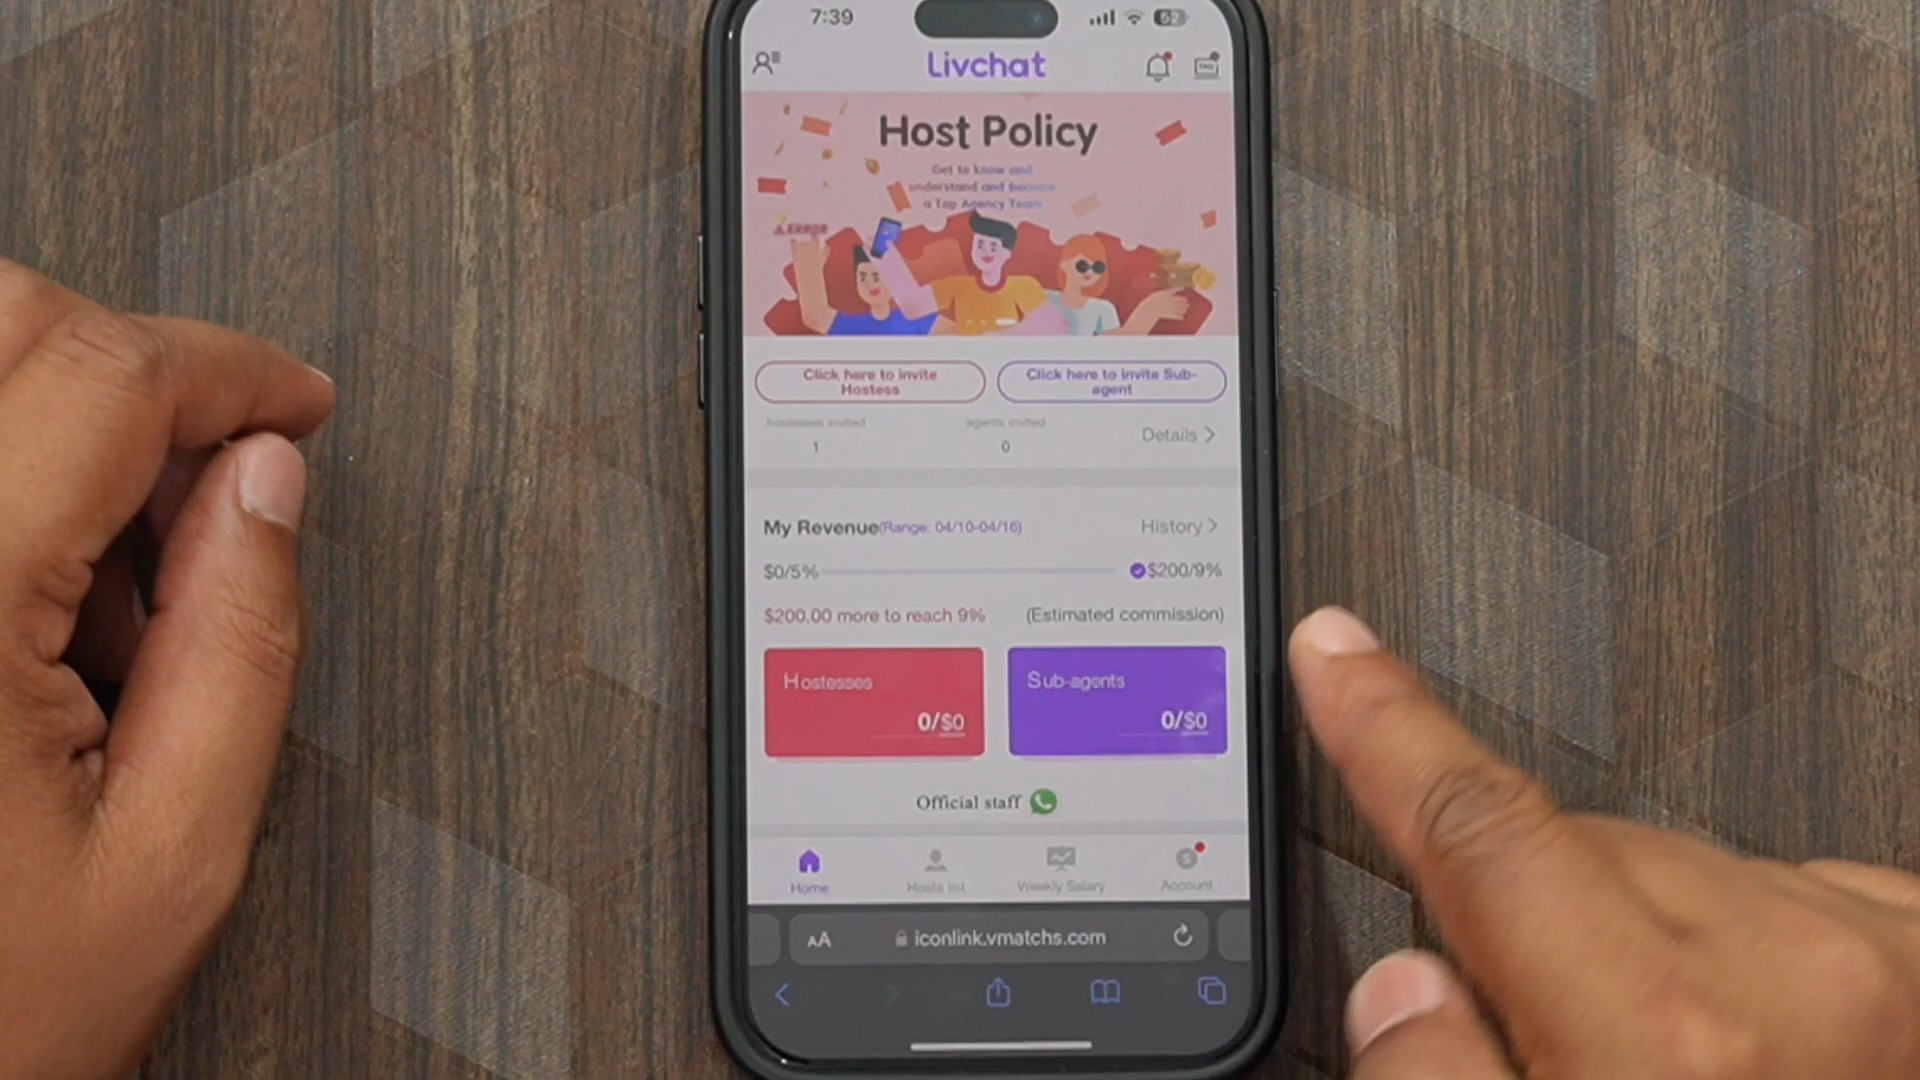 7:39
62
Livchat
FAQ
Host Policy
Get to know and
understand and become
a Top Agency Team
ERROR
Click here to invite
Hostess
Click here to invite Sub-
agent
hostesses invited
agents invited
Details
1
0
My Revenue(Range: 04/10-04/16)
History
$0/5%
$200/9%
$200.00 more to reach 9%
(Estimated commission)
Hostesses
0/$0
Sub-agents
0/$0
Official staff
Home
Hosts list
Weekly Salary
Account
AA
iconlink.vmatchs.com